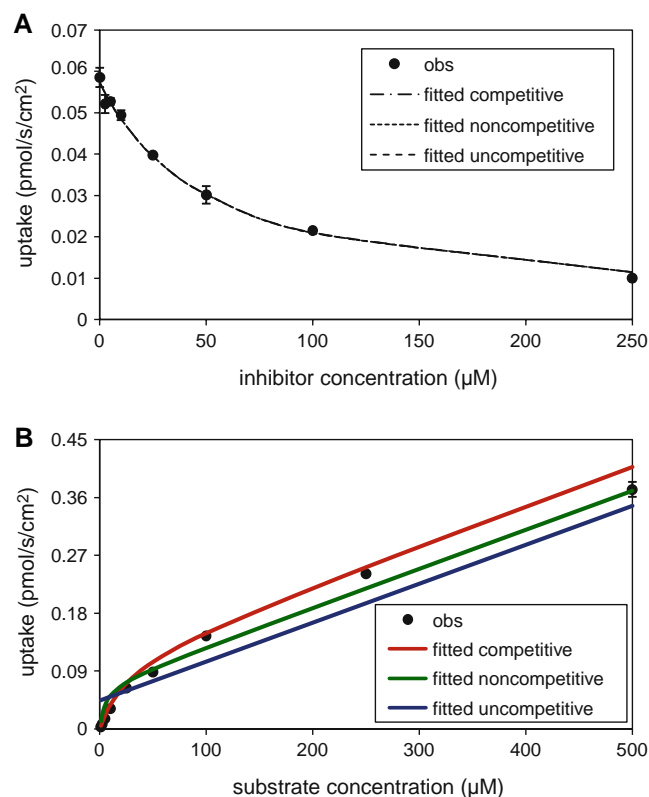 A
0.07
0.06
0.05
0.04
0.03
0.02
0.01
0
uptake (pmol/s/cm²)
obs
fitted competitive
fitted noncompetitive
fitted uncompetitive
0 50 100 150 200 250
inhibitor concentration (µM)
B
0.45
0.36
0.27
0.18
0.09
0
uptake (pmol/s/cm²)
obs
fitted competitive
fitted noncompetitive
fitted uncompetitive
0 100 200 300 400 500
substrate concentration (µM)